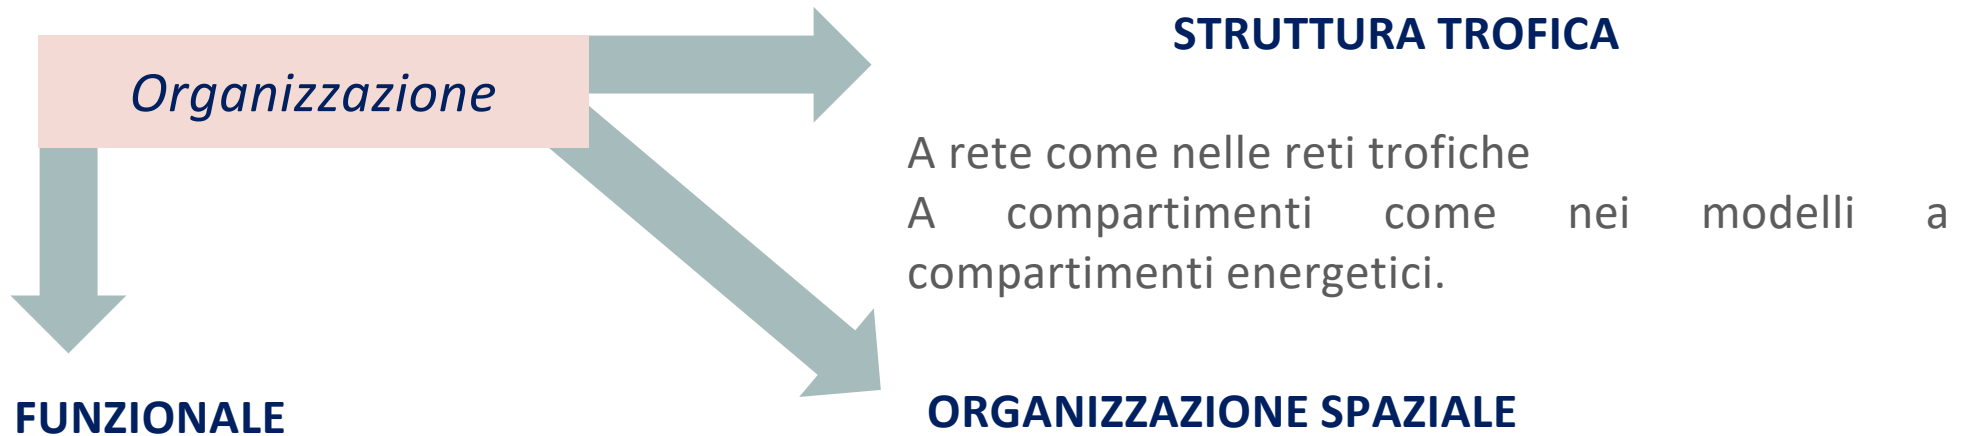 Organizzazione
STRUTTURA TROFICA
A rete come nelle reti trofiche
A compartimenti come nei modelli a
compartimenti energetici.
FUNZIONALE
ORGANIZZAZIONE SPAZIALE